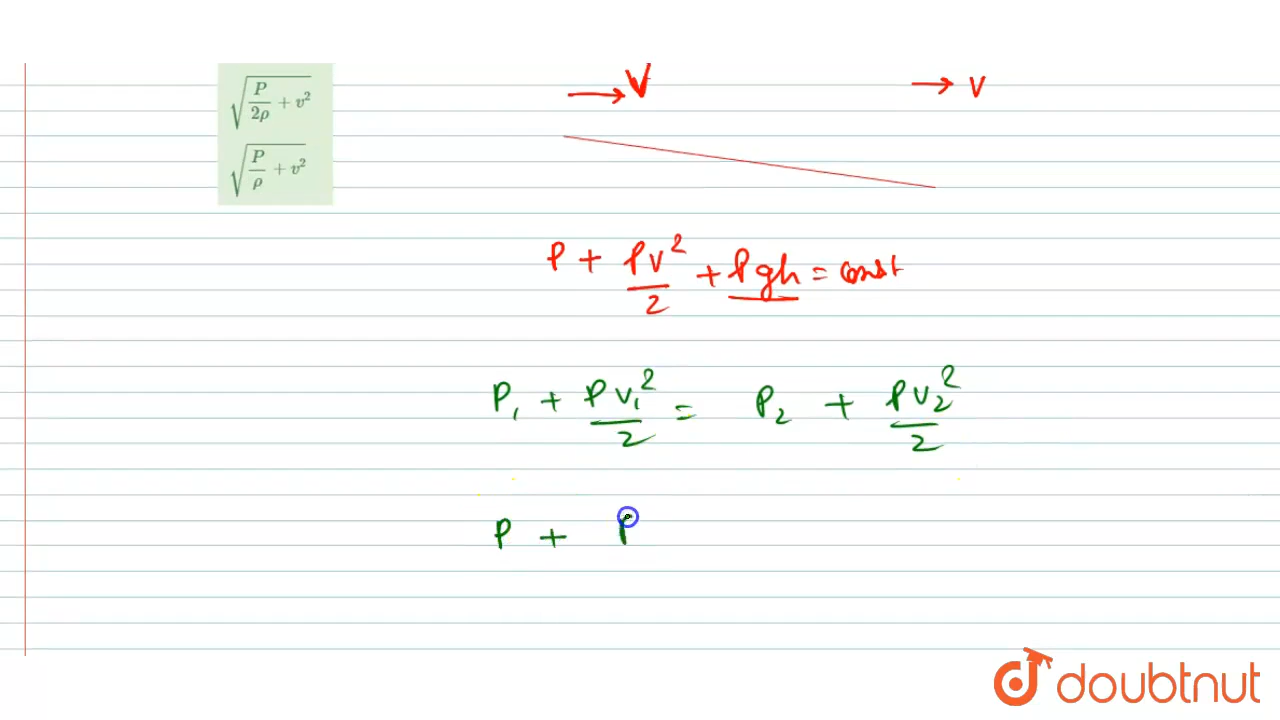 √(P/2ρ + v²)
√(P/ρ + v²)
→ V → v
P + ρv²/2 + ρgh = const
P₁ + ρv₁²/2 = P₂ + ρv₂²/2
P + ρ
doubtnut